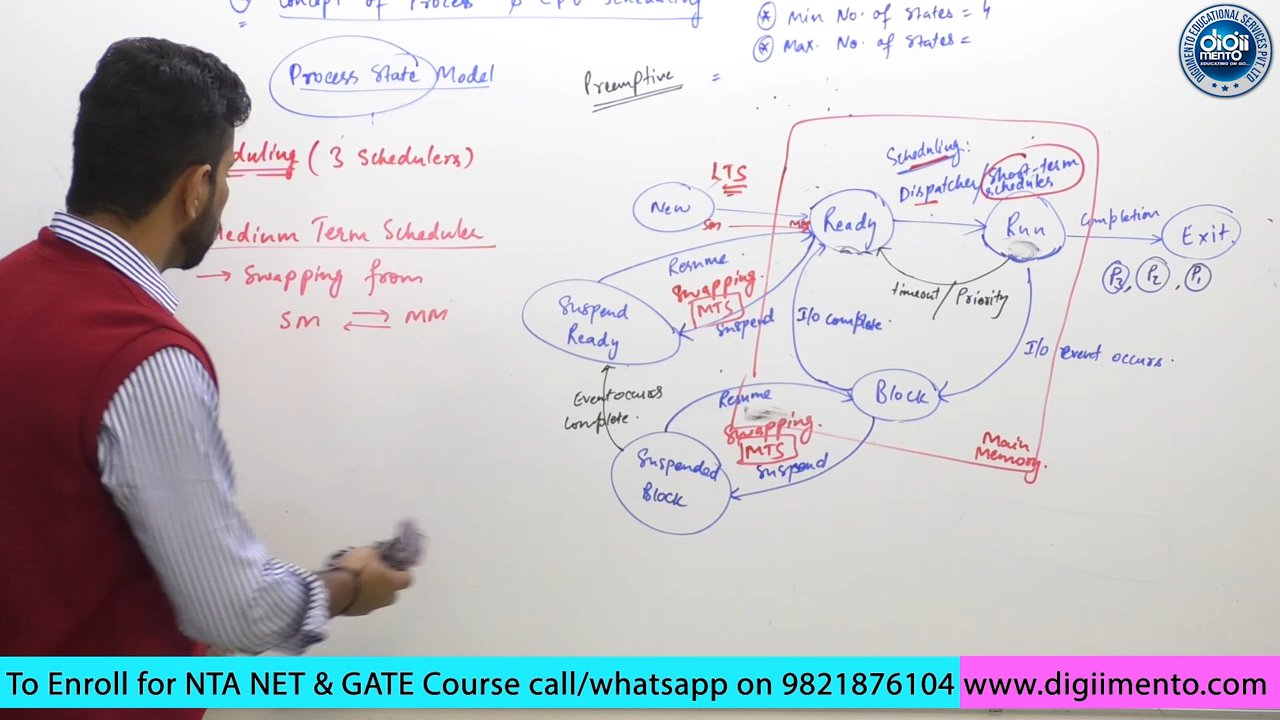 Concept of Process & CPU Scheduling
Min No. of States = 4
Max. No. of States =
Process State Model
Preemptive =
duling (3 Schedulers)
Medium Term Scheduler
→ Swapping from
SM ⇌ MM
Scheduling:
Dispatcher / Short-term
schedules
LTS
New
SM
MM
Ready
Run
Completion
Exit
P3, P2, P1
Resume
Swapping.
MTS
Suspend
Suspend
Ready
timeout / Priority
I/O complete.
I/O event occurs.
Event occurs
Complete.
Resume
Block
Swapping.
MTS
Suspend
Suspended
Block
Main
Memory.
DIGIIMENTO EDUCATIONAL SERVICES PVT. LTD
digii
MENTO
EDUCATING ON GO...
To Enroll for NTA NET & GATE Course call/whatsapp on 9821876104 www.digiimento.com